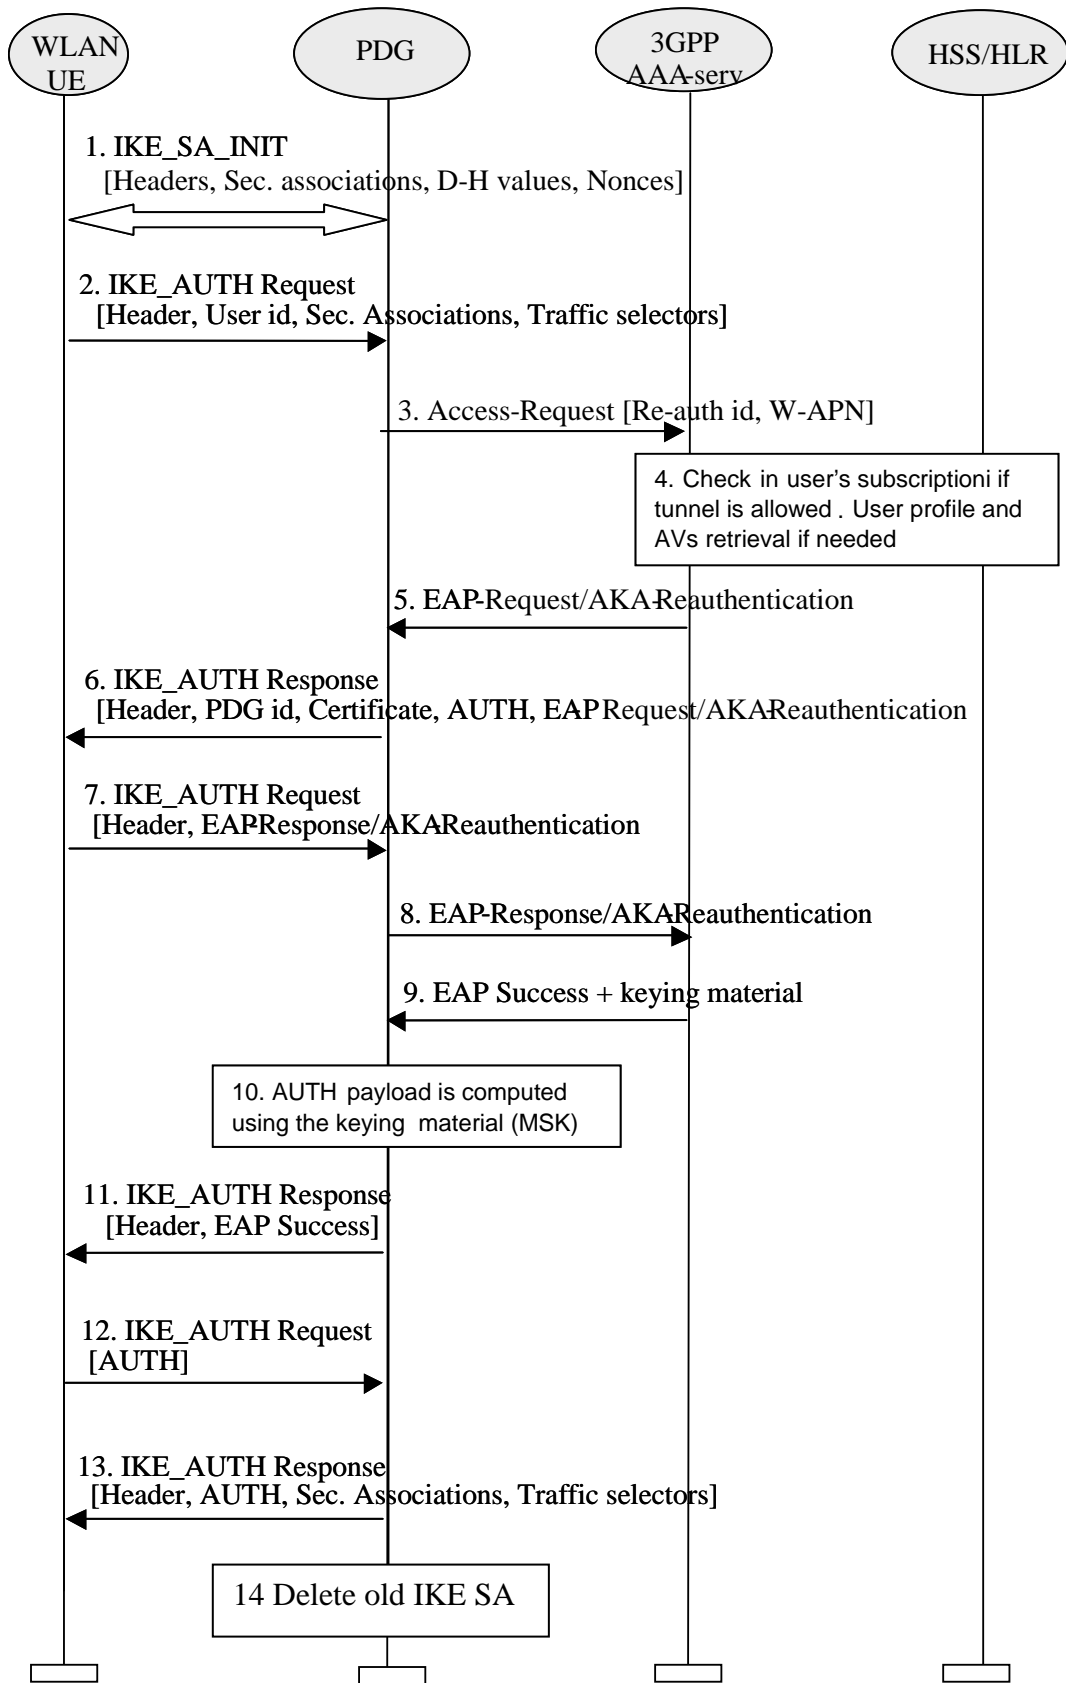 WLAN
UE
PDG
3GPP
AAA-serv
HSS/HLR
1. IKE_SA_INIT
[Headers, Sec. associations, D-H values, Nonces]
2. IKE_AUTH Request
[Header, User id, Sec. Associations, Traffic selectors]
3. Access-Request [Re-auth id, W-APN]
4. Check in user's subscriptioni if
tunnel is allowed . User profile and
AVs retrieval if needed
5. EAP-Request/AKA-Reauthentication
6. IKE_AUTH Response
[Header, PDG id, Certificate, AUTH, EAP Request/AKA-Reauthentication
7. IKE_AUTH Request
[Header, EAP-Response/AKA-Reauthentication
8. EAP-Response/AKA-Reauthentication
9. EAP Success + keying material
10. AUTH payload is computed
using the keying material (MSK)
11. IKE_AUTH Response
[Header, EAP Success]
12. IKE_AUTH Request
[AUTH]
13. IKE_AUTH Response
[Header, AUTH, Sec. Associations, Traffic selectors]
14 Delete old IKE SA